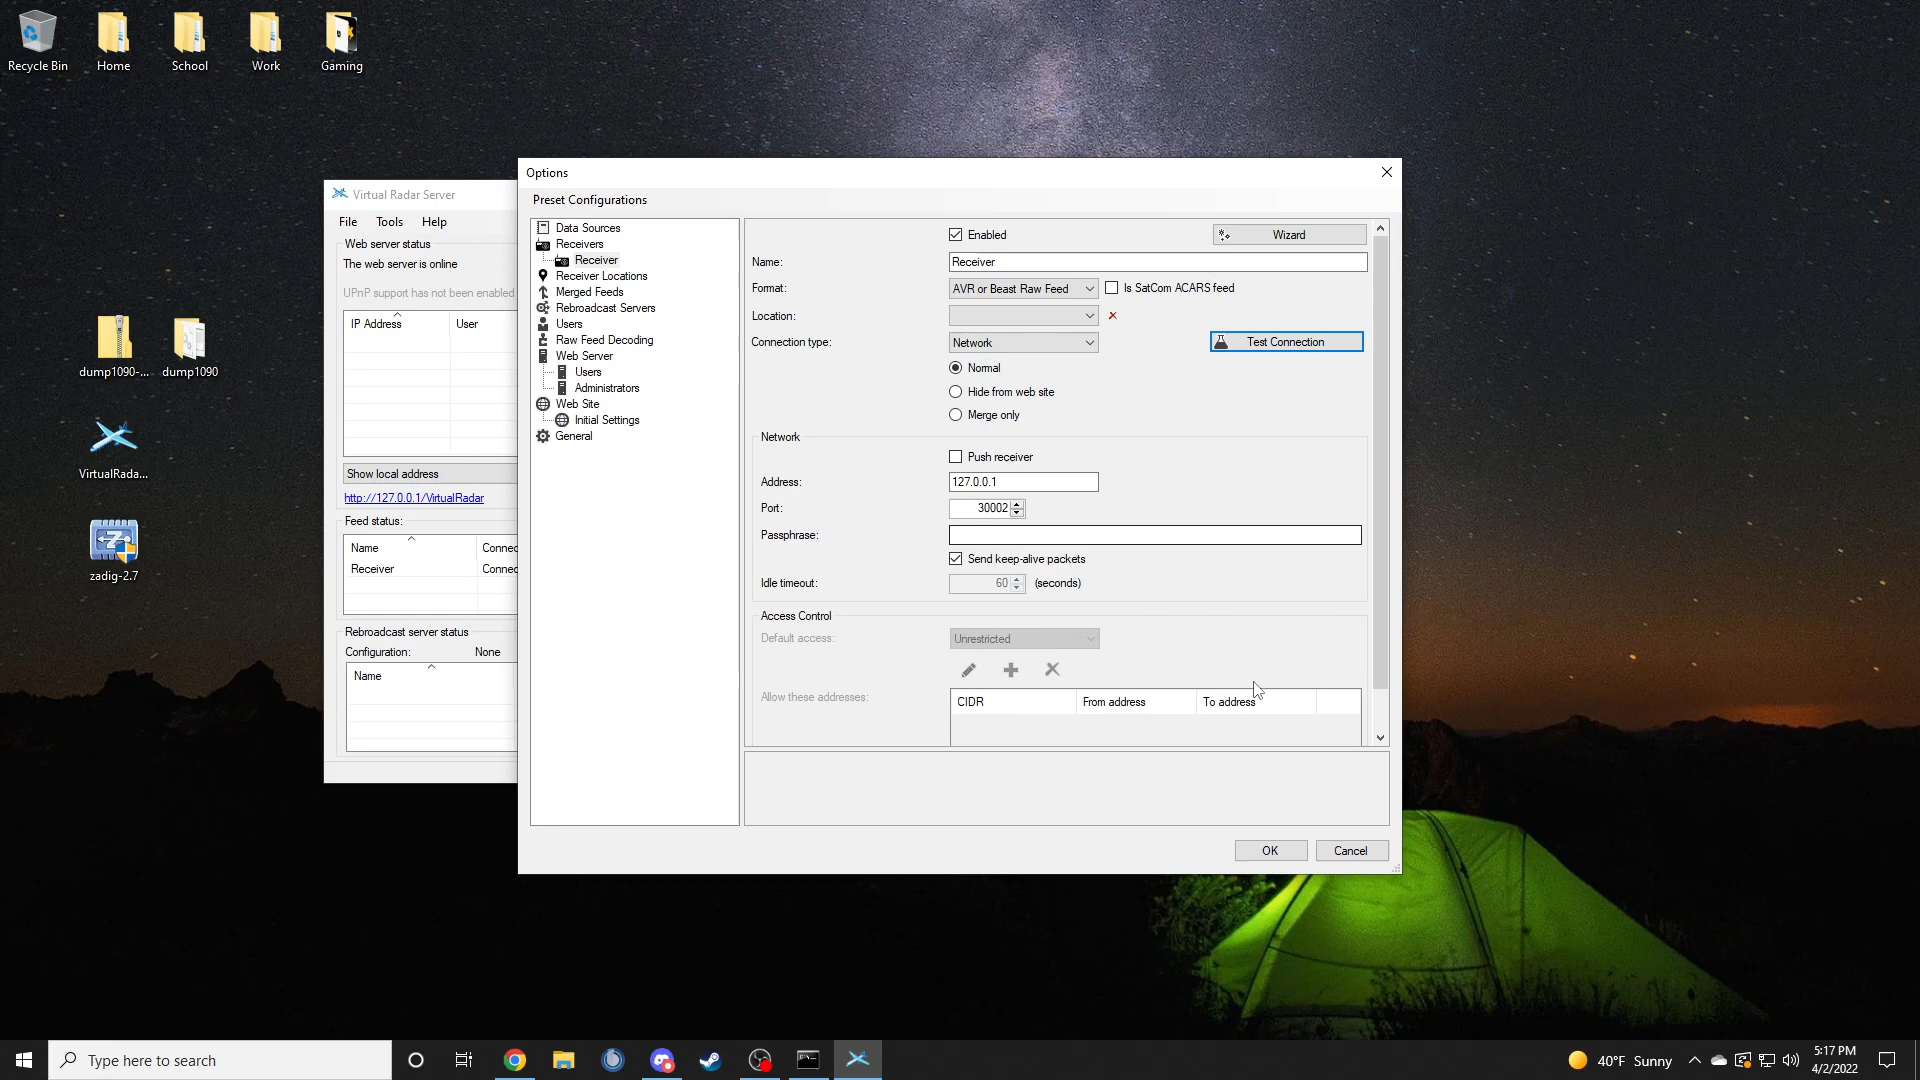 Recycle Bin
Home
School
Work
Gaming
dump1090-...
dump1090
VirtualRada...
zadig-2.7
Virtual Radar Server
File Tools Help
Web server status
The web server is online
UPnP support has not been enabled
IP Address User
Show local address
http://127.0.0.1/VirtualRadar
Feed status:
Name Connec
Receiver Connec
Rebroadcast server status
Configuration: None
Name
Options
Preset Configurations
Data Sources
Receivers
Receiver
Receiver Locations
Merged Feeds
Rebroadcast Servers
Users
Raw Feed Decoding
Web Server
Users
Administrators
Web Site
Initial Settings
General
Enabled
Wizard
Name: Receiver
Format: AVR or Beast Raw Feed Is SatCom ACARS feed
Location:
Connection type: Network Test Connection
Normal
Hide from web site
Merge only
Network
Push receiver
Address: 127.0.0.1
Port: 30002
Passphrase:
Send keep-alive packets
Idle timeout: 60 (seconds)
Access Control
Default access: Unrestricted
Allow these addresses:
CIDR From address To address
OK Cancel
Type here to search
40°F Sunny
5:17 PM
4/2/2022